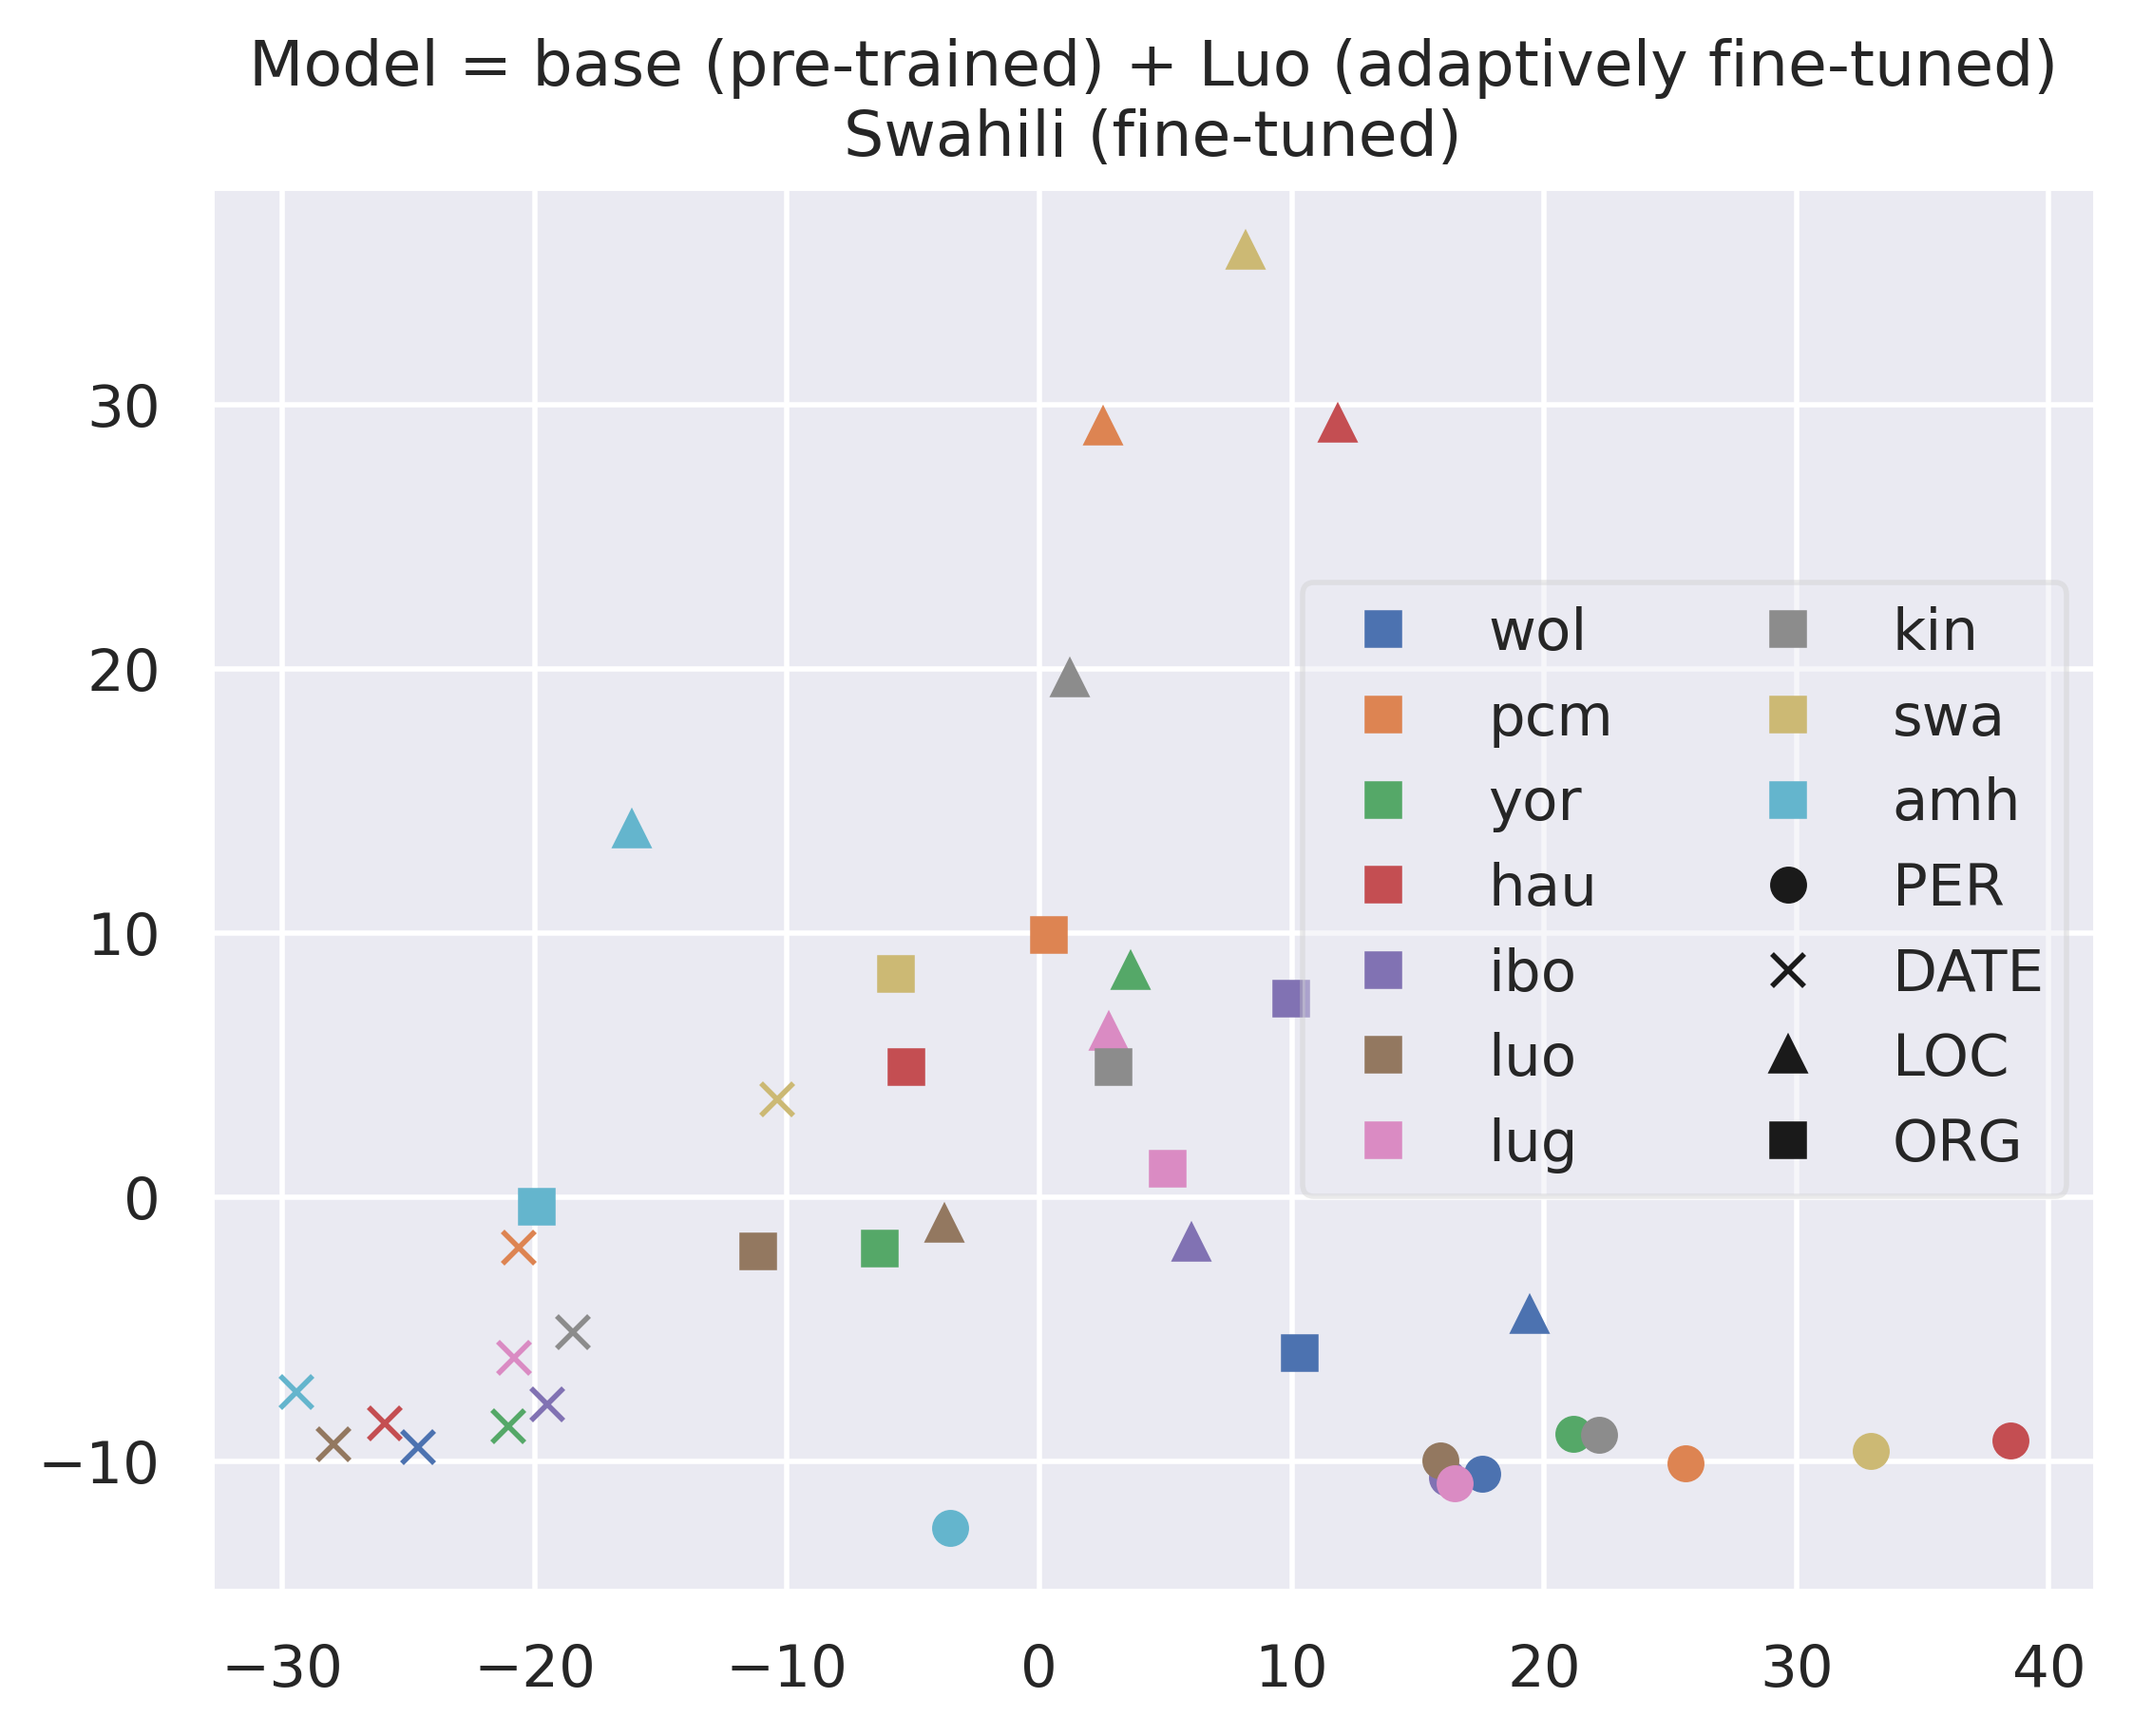 Model = base (pre-trained) + Luo (adaptively fine-tuned)
Swahili (fine-tuned)
30
20
10
0
−10
wol
pcm
yor
hau
ibo
luo
lug
kin
swa
amh
PER
DATE
LOC
ORG
−30 −20 −10 0 10 20 30 40